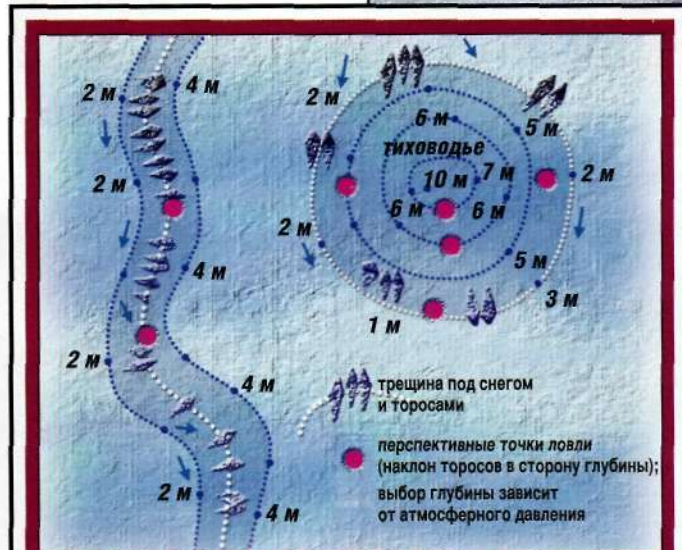 2 м
4 м
2 м
4 м
2 м
4 м
2 м
4 м
2 м
6 м
5 м
ТИХОВОДЬЕ
10 м
7 м
2 м
6 м
6 м
2 м
5 м
3 м
1 м
трещина под снегом
и торосами
перспективные точки ловли
(наклон торосов в сторону глубины);
выбор глубины зависит
от атмосферного давления